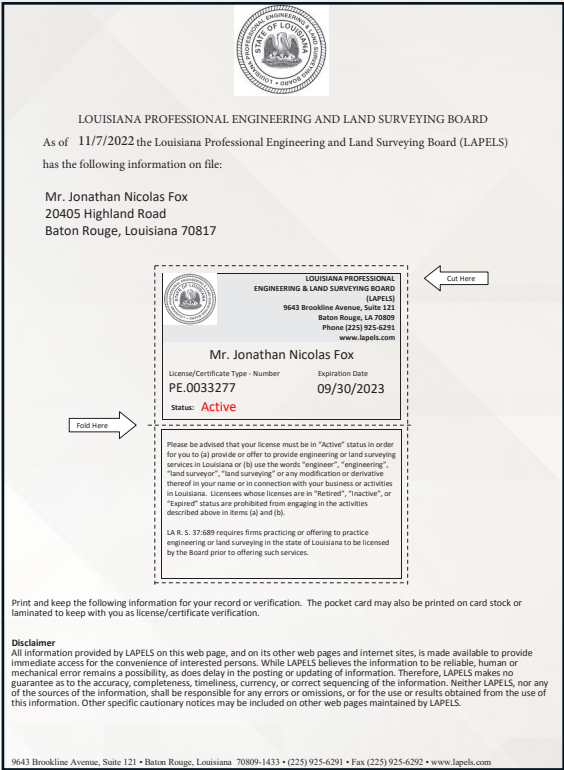 LOUISIANA PROFESSIONAL ENGINEERING & LAND SURVEYING BOARD
STATE OF LOUISIANA
LOUISIANA PROFESSIONAL ENGINEERING AND LAND SURVEYING BOARD
As of 11/7/2022 the Louisiana Professional Engineering and Land Surveying Board (LAPELS)
has the following information on file:
Mr. Jonathan Nicolas Fox
20405 Highland Road
Baton Rouge, Louisiana 70817
Cut Here
LOUISIANA PROFESSIONAL
ENGINEERING & LAND SURVEYING BOARD
(LAPELS)
9643 Brookline Avenue, Suite 121
Baton Rouge, LA 70809
Phone (225) 925-6291
www.lapels.com
Mr. Jonathan Nicolas Fox
License/Certificate Type - Number Expiration Date
PE.0033277 09/30/2023
Status: Active
Fold Here
Please be advised that your license must be in "Active" status in order
for you to (a) provide or offer to provide engineering or land surveying
services in Louisiana or (b) use the words "engineer", "engineering",
"land surveyor", "land surveying" or any modification or derivative
thereof in your name or in connection with your business or activities
in Louisiana. Licensees whose licenses are in "Retired", "Inactive", or
"Expired" status are prohibited from engaging in the activities
described above in items (a) and (b).
LA R. S. 37:689 requires firms practicing or offering to practice
engineering or land surveying in the state of Louisiana to be licensed
by the Board prior to offering such services.
Print and keep the following information for your record or verification. The pocket card may also be printed on card stock or
laminated to keep with you as license/certificate verification.
Disclaimer
All information provided by LAPELS on this web page, and on its other web pages and internet sites, is made available to provide
immediate access for the convenience of interested persons. While LAPELS believes the information to be reliable, human or
mechanical error remains a possibility, as does delay in the posting or updating of information. Therefore, LAPELS makes no
guarantee as to the accuracy, completeness, timeliness, currency, or correct sequencing of the information. Neither LAPELS, nor any
of the sources of the information, shall be responsible for any errors or omissions, or for the use or results obtained from the use of
this information. Other specific cautionary notices may be included on other web pages maintained by LAPELS.
9643 Brookline Avenue, Suite 121 • Baton Rouge, Louisiana 70809-1433 • (225) 925-6291 • Fax (225) 925-6292 • www.lapels.com